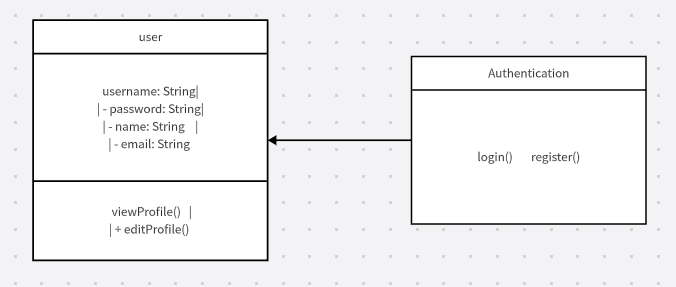 user
username: String|
| - password: String|
| - name: String |
| - email: String
viewProfile() |
| + editProfile()
Authentication
login() register()